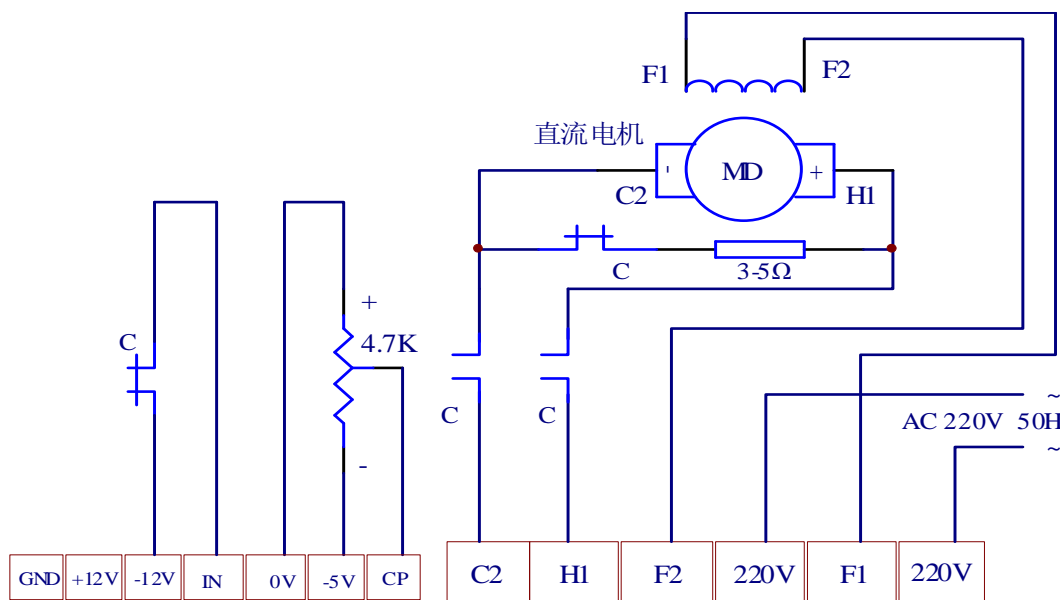 F1
F2
直流电机
-
MD
+
C2
H1
C
3-5Ω
+
4.7K
-
C
C
C
~
AC 220V 50H
~
GND
+12V
-12V
IN
0V
-5V
CP
C2
H1
F2
220V
F1
220V